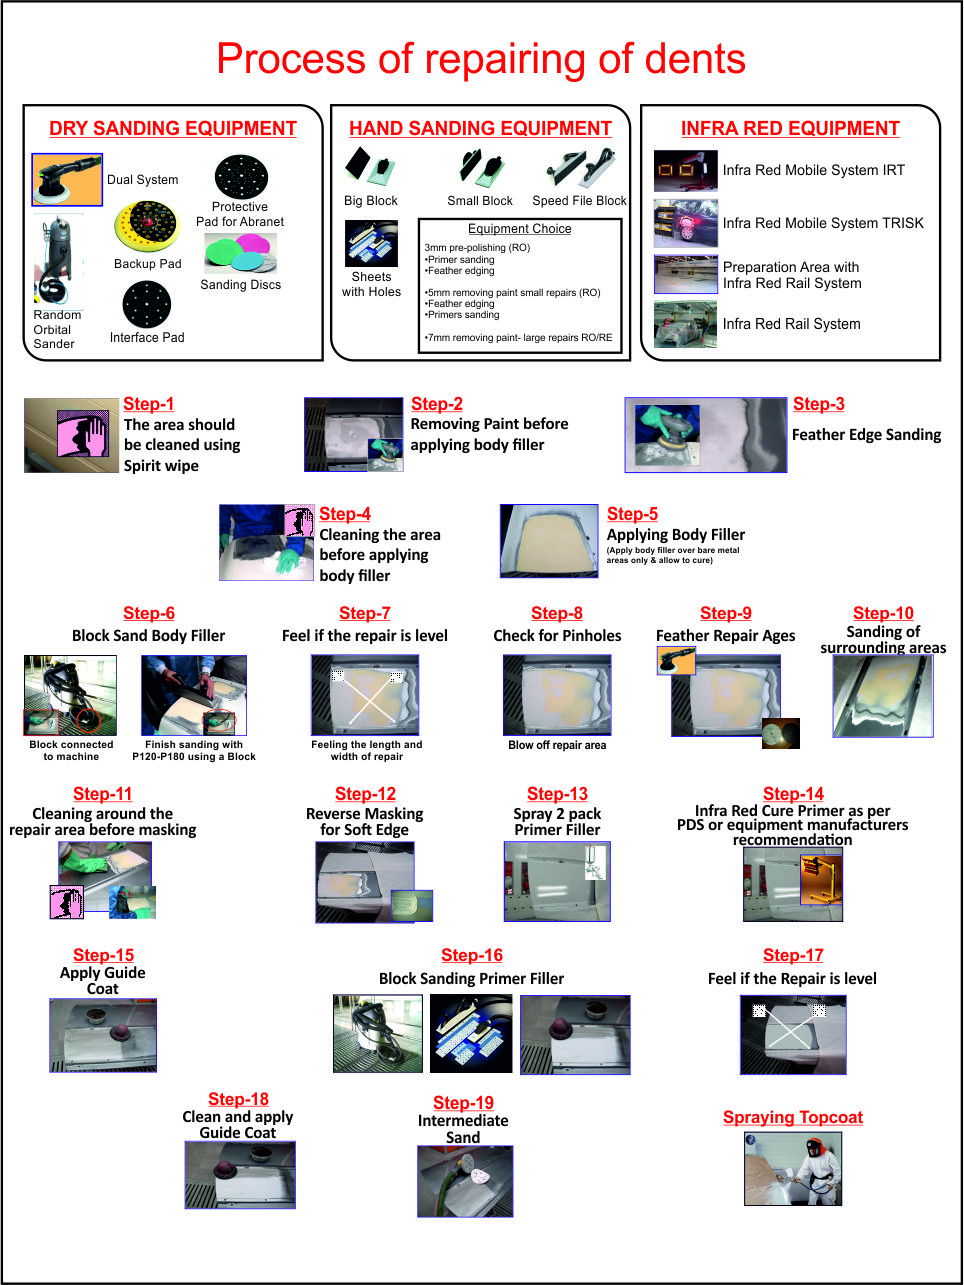 Process of repairing of dents
DRY SANDING EQUIPMENT
Dual System
Protective
Pad for Abranet
Backup Pad
Sanding Discs
Random
Orbital
Sander
Interface Pad
HAND SANDING EQUIPMENT
Big Block
Small Block
Speed File Block
Sheets
with Holes
Equipment Choice
3mm pre-polishing (RO)
•Primer sanding
•Feather edging
•5mm removing paint small repairs (RO)
•Feather edging
•Primers sanding
•7mm removing paint- large repairs RO/RE
INFRA RED EQUIPMENT
Infra Red Mobile System IRT
Infra Red Mobile System TRISK
Preparation Area with
Infra Red Rail System
Infra Red Rail System
Step-1
The area should
be cleaned using
Spirit wipe
Step-2
Removing Paint before
applying body filler
Step-3
Feather Edge Sanding
Step-4
Cleaning the area
before applying
body filler
Step-5
Applying Body Filler
(Apply body filler over bare metal
areas only & allow to cure)
Step-6
Block Sand Body Filler
Block connected
to machine
Finish sanding with
P120-P180 using a Block
Step-7
Feel if the repair is level
Feeling the length and
width of repair
Step-8
Check for Pinholes
Blow off repair area
Step-9
Feather Repair Ages
Step-10
Sanding of
surrounding areas
Step-11
Cleaning around the
repair area before masking
Step-12
Reverse Masking
for Soft Edge
Step-13
Spray 2 pack
Primer Filler
Step-14
Infra Red Cure Primer as per
PDS or equipment manufacturers
recommendation
Step-15
Apply Guide
Coat
Step-16
Block Sanding Primer Filler
Step-17
Feel if the Repair is level
Step-18
Clean and apply
Guide Coat
Step-19
Intermediate
Sand
Spraying Topcoat